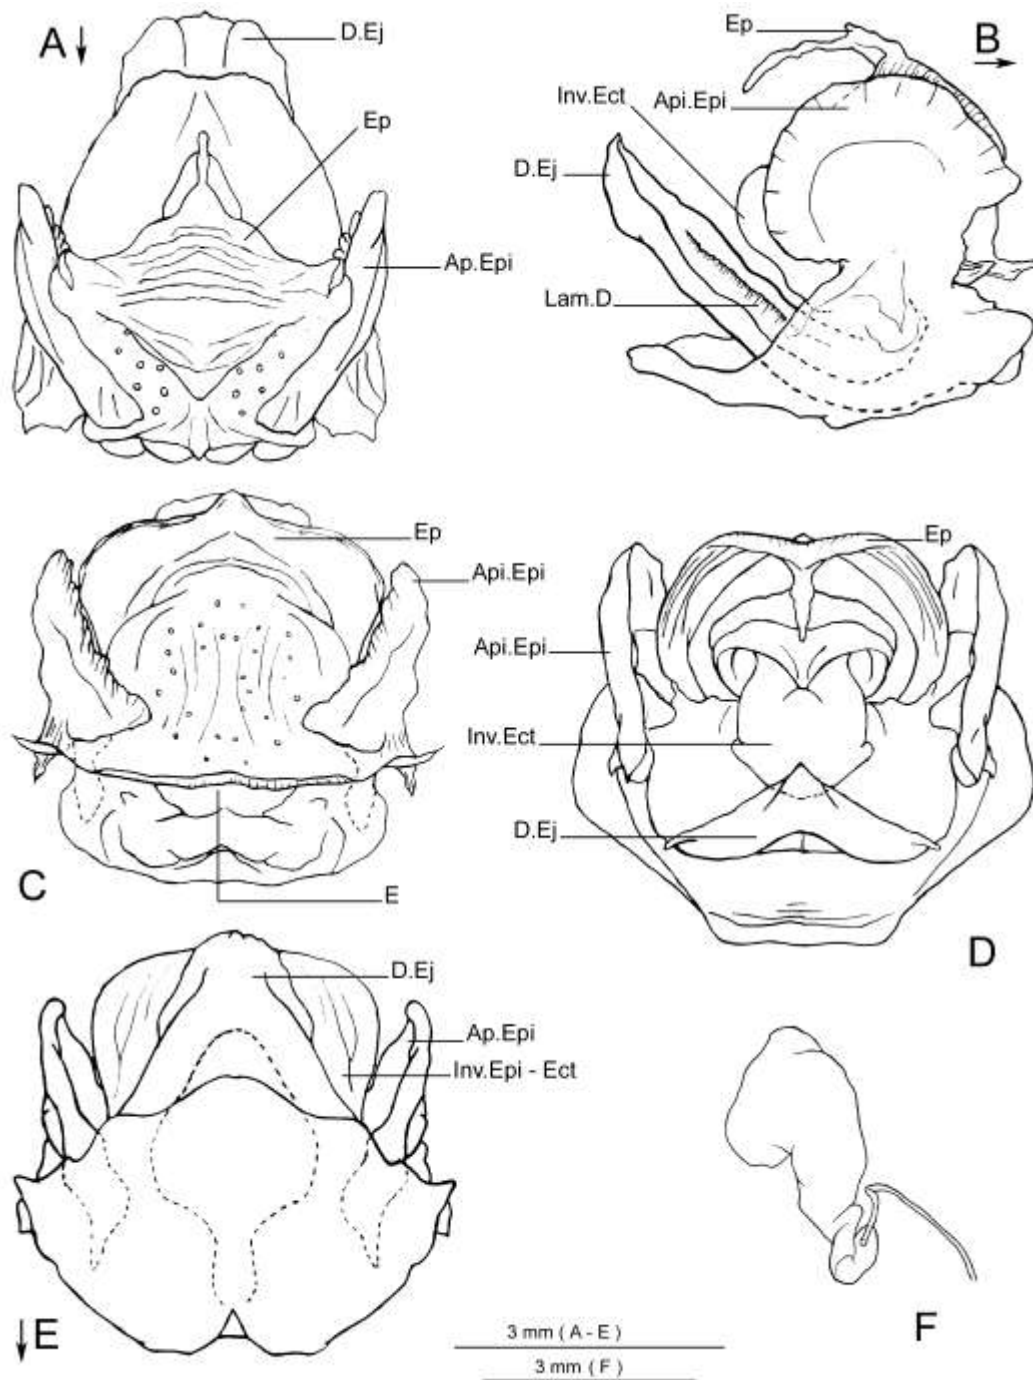 A
D.Ej
Ep
Ap.Epi
B
Ep
Inv.Ect
Api.Epi
D.Ej
Lam.D
C
Ep
Api.Epi
E
D
Ep
Api.Epi
Inv.Ect
D.Ej
E
D.Ej
Ap.Epi
Inv.Epi - Ect
F
3 mm ( A - E )
3 mm ( F )